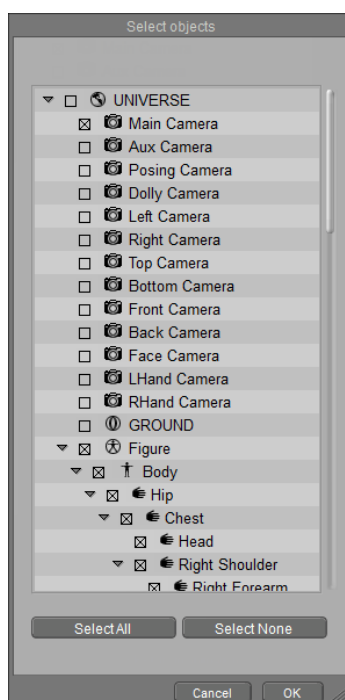 Select objects
UNIVERSE
Main Camera
Aux Camera
Posing Camera
Dolly Camera
Left Camera
Right Camera
Top Camera
Bottom Camera
Front Camera
Back Camera
Face Camera
LHand Camera
RHand Camera
GROUND
Figure
Body
Hip
Chest
Head
Right Shoulder
Right Forearm
Select All Select None
Cancel OK